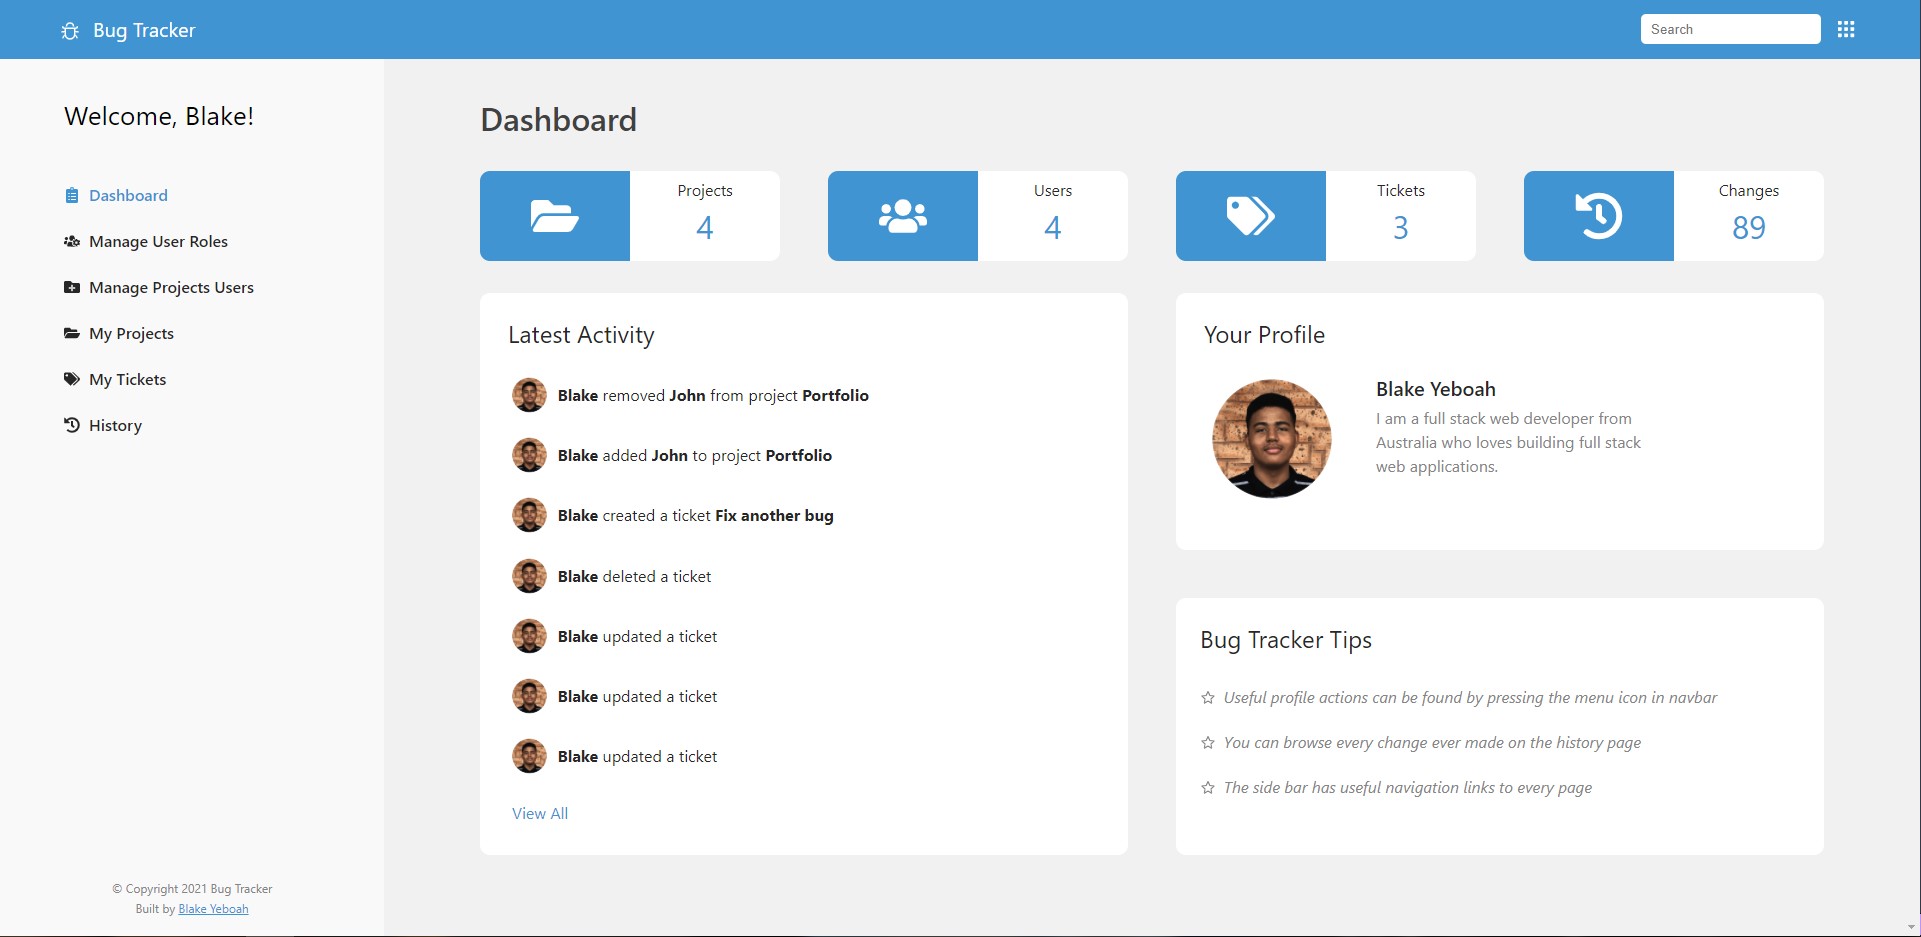 Bug Tracker
Search
Welcome, Blake!
Dashboard
Manage User Roles
Manage Projects Users
My Projects
My Tickets
History
© Copyright 2021 Bug Tracker
Built by Blake Yeboah
Dashboard
Projects
4
Users
4
Tickets
3
Changes
89
Latest Activity
Blake removed John from project Portfolio
Blake added John to project Portfolio
Blake created a ticket Fix another bug
Blake deleted a ticket
Blake updated a ticket
Blake updated a ticket
Blake updated a ticket
View All
Your Profile
Blake Yeboah
I am a full stack web developer from
Australia who loves building full stack
web applications.
Bug Tracker Tips
Useful profile actions can be found by pressing the menu icon in navbar
You can browse every change ever made on the history page
The side bar has useful navigation links to every page